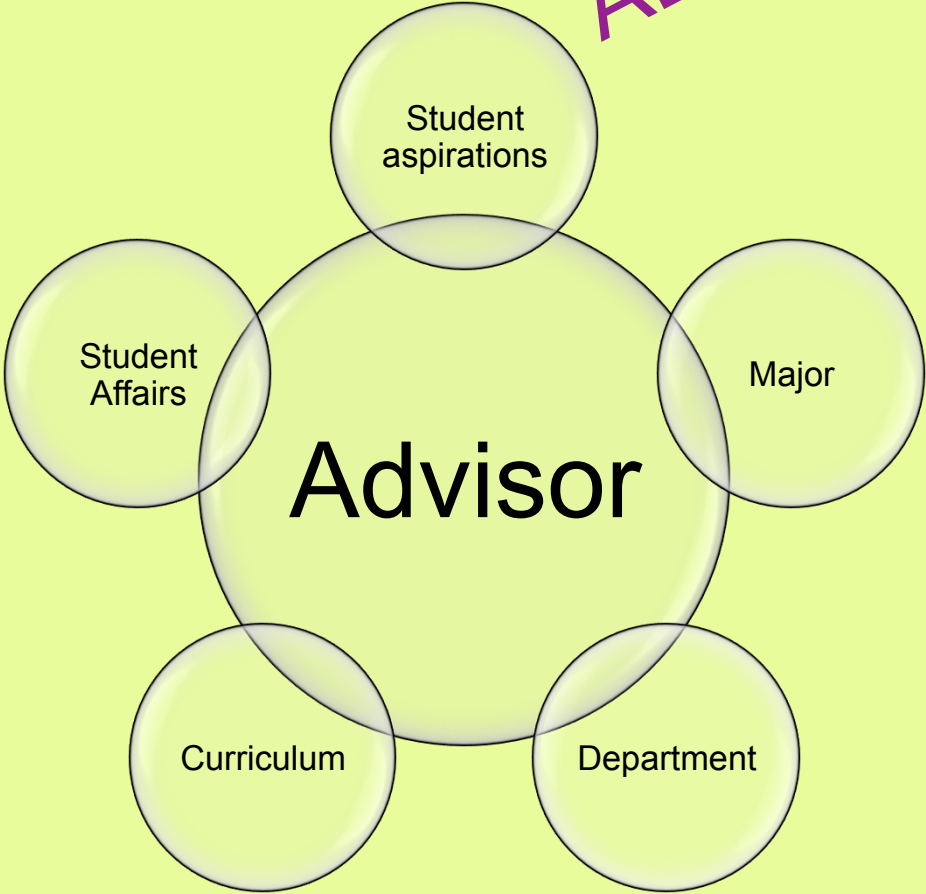 Student
aspirations
Student
Affairs
Major
Advisor
Curriculum
Department